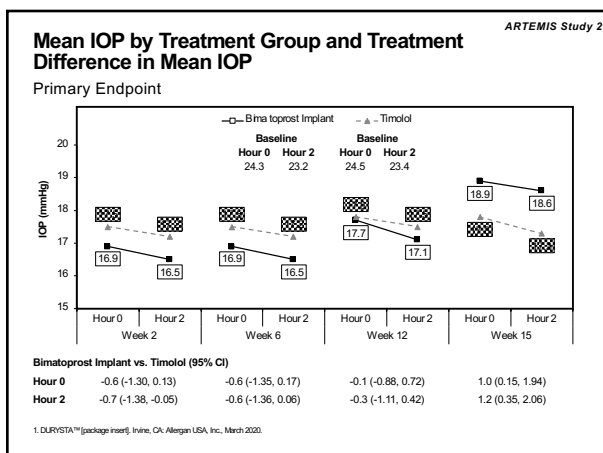 ARTEMIS Study 2
Mean IOP by Treatment Group and Treatment
Difference in Mean IOP
Primary Endpoint
Bimatoprost Implant Timolol
Baseline Baseline
Hour 0 Hour 2 Hour 0 Hour 2
24.3 23.2 24.5 23.4
IOP (mmHg)
20
19
18
17
16
15
16.9 16.5 16.9 16.5 17.7 17.1 18.9 18.6
Hour 0 Hour 2 Hour 0 Hour 2 Hour 0 Hour 2 Hour 0 Hour 2
Week 2 Week 6 Week 12 Week 15
Bimatoprost Implant vs. Timolol (95% CI)
Hour 0 -0.6 (-1.30, 0.13) -0.6 (-1.35, 0.17) -0.1 (-0.88, 0.72) 1.0 (0.15, 1.94)
Hour 2 -0.7 (-1.38, -0.05) -0.6 (-1.36, 0.06) -0.3 (-1.11, 0.42) 1.2 (0.35, 2.06)
1. DURYSTA™ [package insert]. Irvine, CA: Allergan USA, Inc., March 2020.